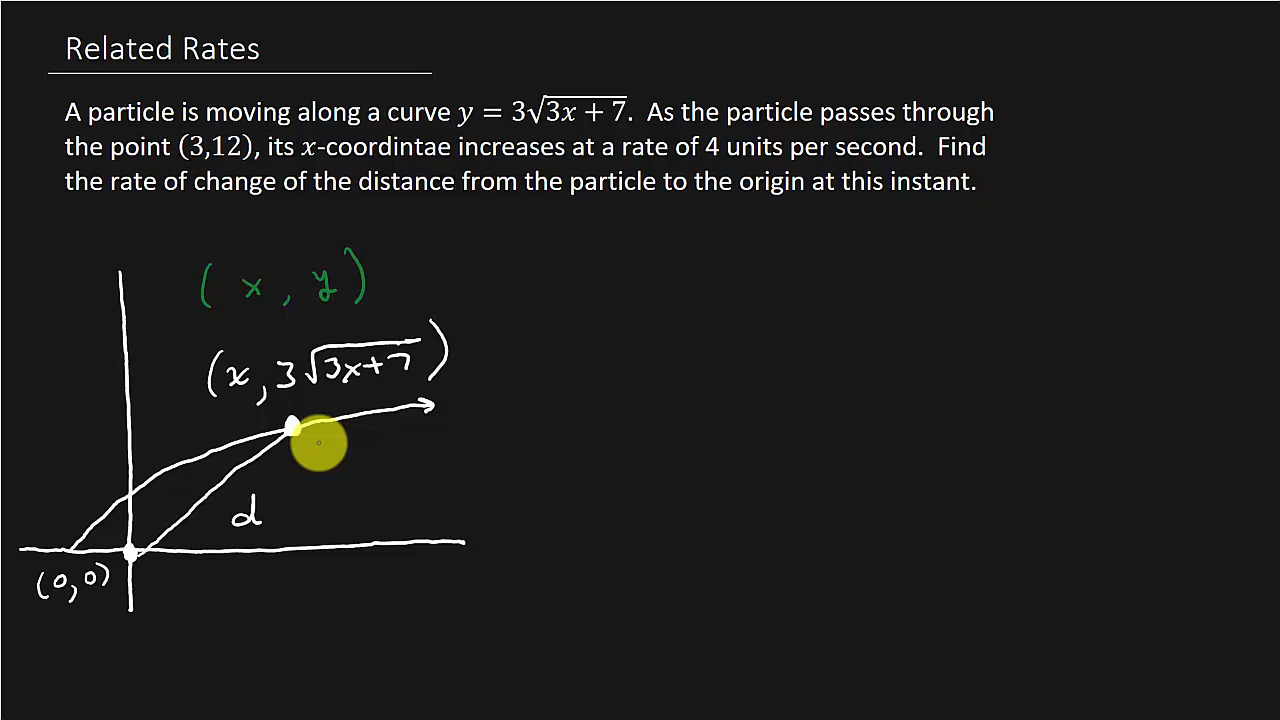 Related Rates
A particle is moving along a curve y = 3√(3x + 7). As the particle passes through
the point (3,12), its x-coordintae increases at a rate of 4 units per second. Find
the rate of change of the distance from the particle to the origin at this instant.
(x, y)
(x, 3√(3x+7))
d
(0,0)